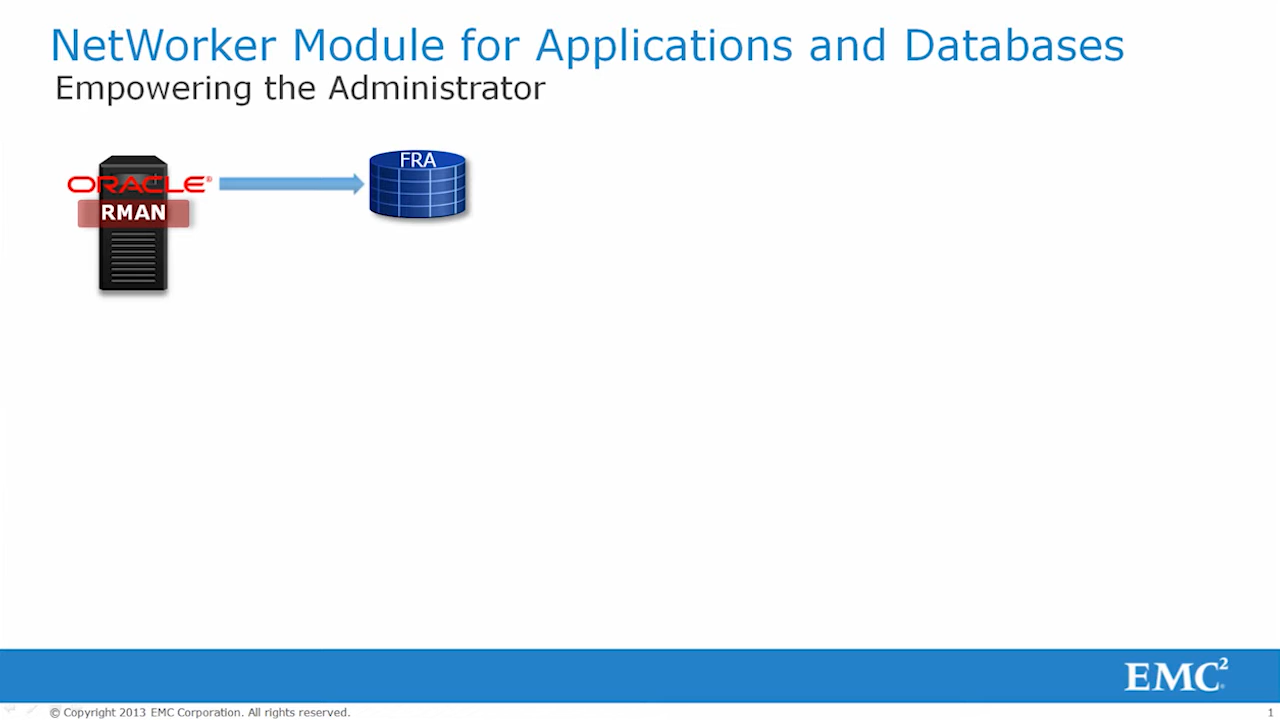 NetWorker Module for Applications and Databases
Empowering the Administrator
FRA
ORACLE®
RMAN
EMC²
© Copyright 2013 EMC Corporation. All rights reserved.
1